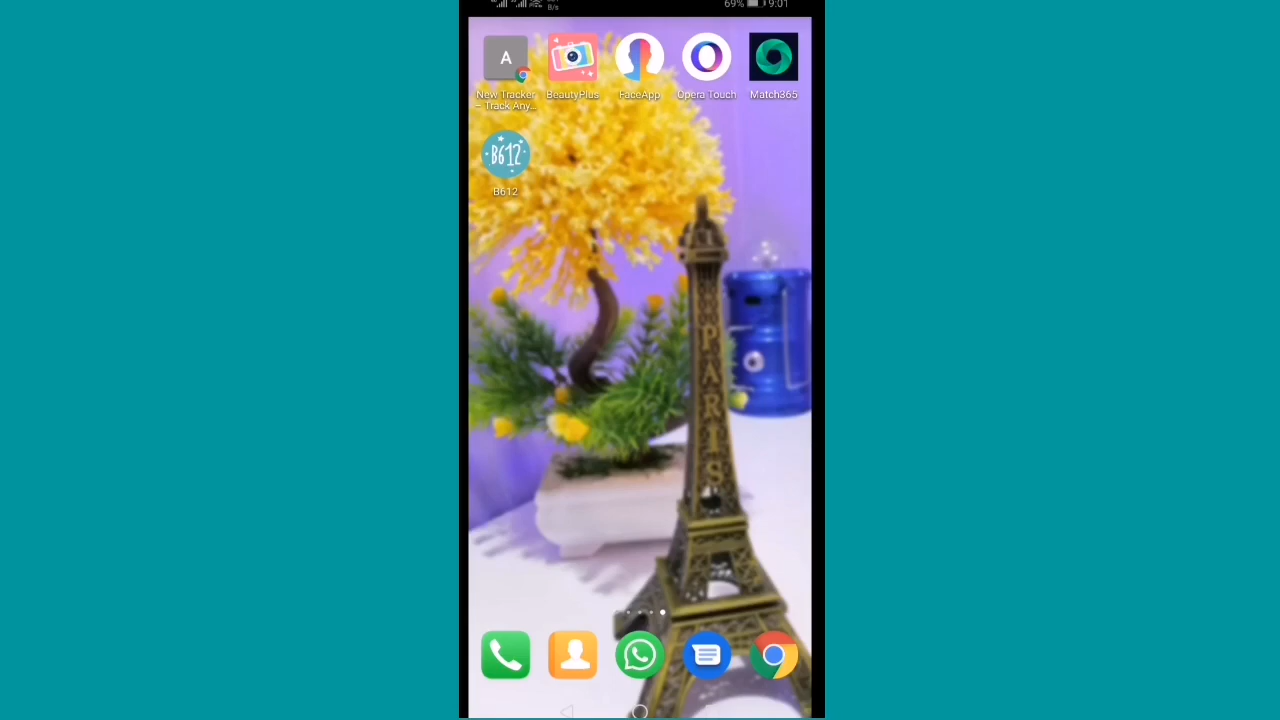 B/s
69%
9:01
A
New Tracker
– Track Any...
BeautyPlus
FaceApp
Opera Touch
Match365
B612
B612
PARIS